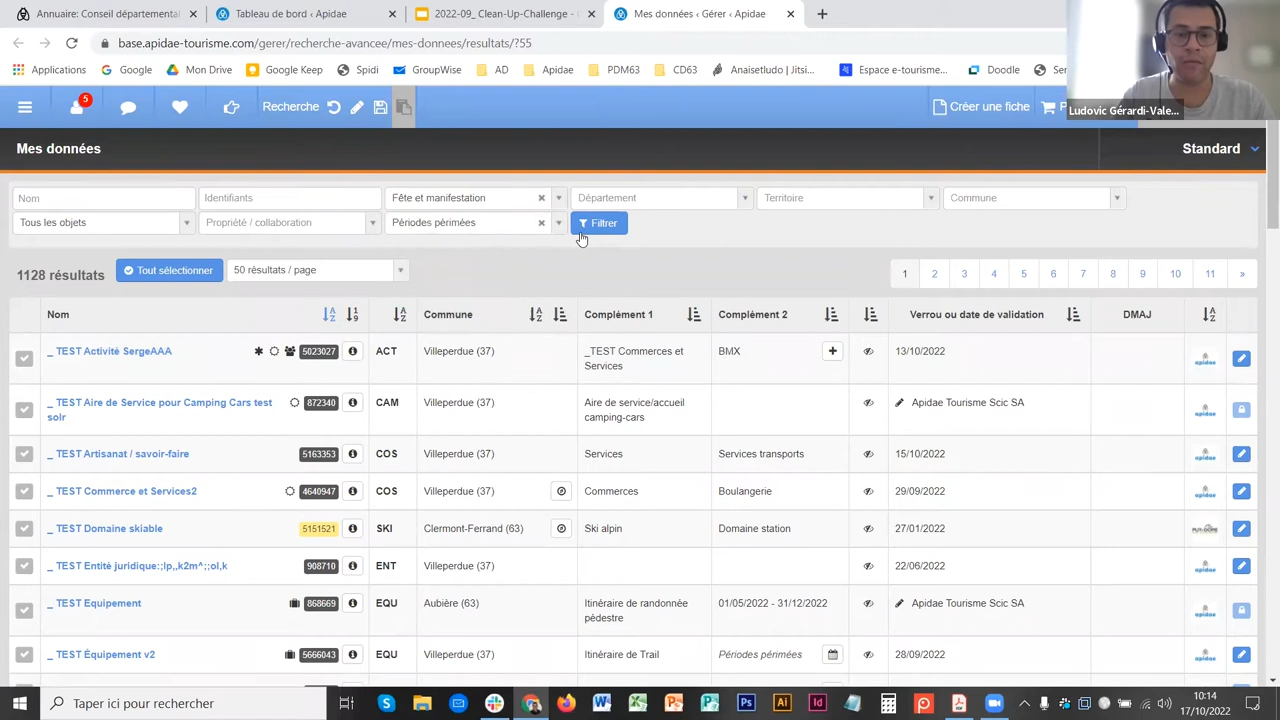 Annuaire: Conseil départemental
Tableau de bord ‹ Apidae
2022-09_ Clean-Up-Challenge -
Mes données ‹ Gérer ‹ Apidae
base.apidae-tourisme.com/gerer/recherche-avancee/mes-donnees/resultats/?55
Applications Google Mon Drive Google Keep Spidi GroupWise AD Apidae PDM63 CD63 Anaisetludo | Jitsi... Espace e-tourisme... Doodle
5 Recherche Créer une fiche
Ludovic Gérardi-Vale...
Mes données Standard
Nom Identifiants Fête et manifestation Département Territoire Commune
Tous les objets Propriété / collaboration Périodes périmées Filtrer
1128 résultats Tout sélectionner 50 résultats / page 1 2 3 4 5 6 7 8 9 10 11 »
Nom Commune Complément 1 Complément 2 Verrou ou date de validation DMAJ
_ TEST Activité SergeAAA 5023027 ACT Villeperdue (37) _TEST Commerces et BMX 13/10/2022
Services
apidae
_ TEST Aire de Service pour Camping Cars test 872340 CAM Villeperdue (37) Aire de service/accueil Apidae Tourisme Scic SA
solr camping-cars
apidae
_ TEST Artisanat / savoir-faire 5163353 COS Villeperdue (37) Services Services transports 15/10/2022 apidae
_ TEST Commerce et Services2 4640947 COS Villeperdue (37) Commerces Boulangerie 29/09/2022 apidae
_ TEST Domaine skiable 5151521 SKI Clermont-Ferrand (63) Ski alpin Domaine station 27/01/2022
_ TEST Entité juridique:;lp,,k2m^;;ol,k 908710 ENT Villeperdue (37) 22/06/2022 apidae
_ TEST Equipement 868669 EQU Aubière (63) Itinéraire de randonnée 01/05/2022 - 31/12/2022 Apidae Tourisme Scic SA
pédestre
apidae
_ TEST Équipement v2 5666043 EQU Villeperdue (37) Itinéraire de Trail Périodes périmées 28/09/2022 apidae
Taper ici pour rechercher
10:14
17/10/2022